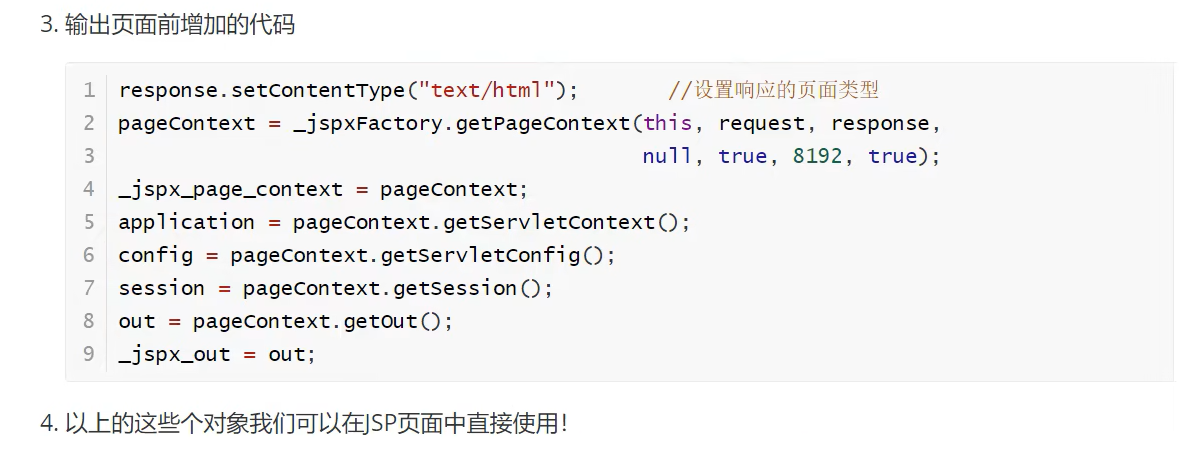 3. 输出页面前增加的代码
1 response.setContentType("text/html"); //设置响应的页面类型
2 pageContext = _jspxFactory.getPageContext(this, request, response,
3 null, true, 8192, true);
4 _jspx_page_context = pageContext;
5 application = pageContext.getServletContext();
6 config = pageContext.getServletConfig();
7 session = pageContext.getSession();
8 out = pageContext.getOut();
9 _jspx_out = out;
4. 以上的这些个对象我们可以在JSP页面中直接使用！